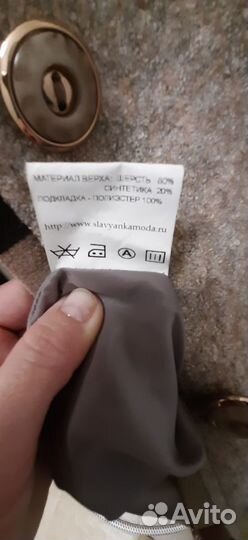 МАТЕРИАЛ ВЕРХА: ШЕРСТЬ 80%
СИНТЕТИКА 20%
ПОДКЛАДКА - ПОЛИЭСТЕР 100%
http://www.slavyankamoda.ru
A
Avito